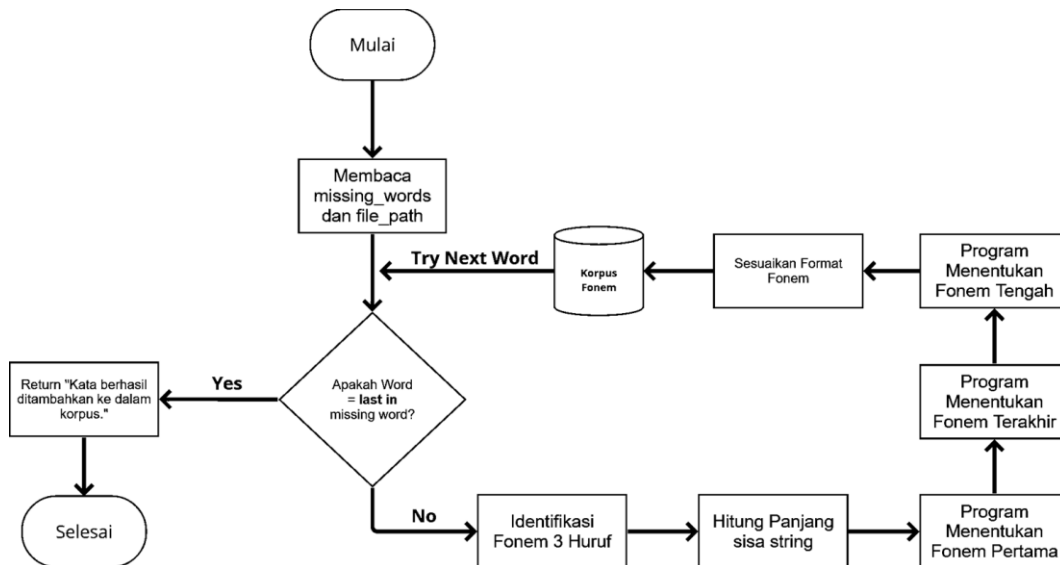 Mulai
Membaca
missing_words
dan file_path
Try Next Word
Korpus
Fonem
Sesuaikan Format
Fonem
Program
Menentukan
Fonem Tengah
Return "Kata berhasil
ditambahkan ke dalam
korpus."
Yes
Apakah Word
= last in
missing word?
Program
Menentukan
Fonem Terakhir
Selesai
No
Identifikasi
Fonem 3 Huruf
Hitung Panjang
sisa string
Program
Menentukan
Fonem Pertama